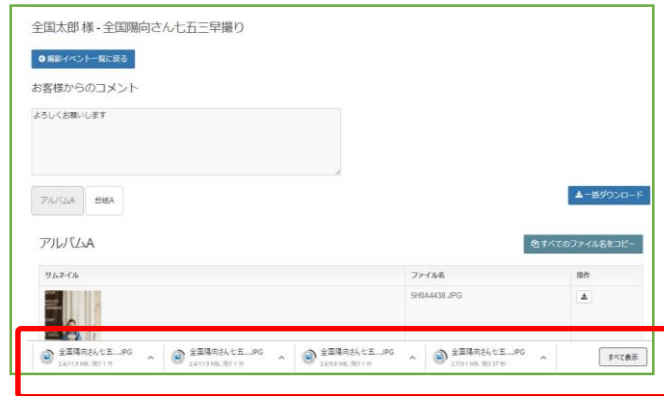 全国太郎 様 - 全国陽向さん七五三早撮り
撮影イベント一覧に戻る
お客様からのコメント
よろしくお願いします
アルバムA 台紙A
一括ダウンロード
アルバムA
すべてのファイル名をコピー
サムネイル ファイル名 操作
SH0A4438.JPG
全国陽向さん七五....JPG 全国陽向さん七五....JPG 全国陽向さん七五....JPG 全国陽向さん七五....JPG すべて表示